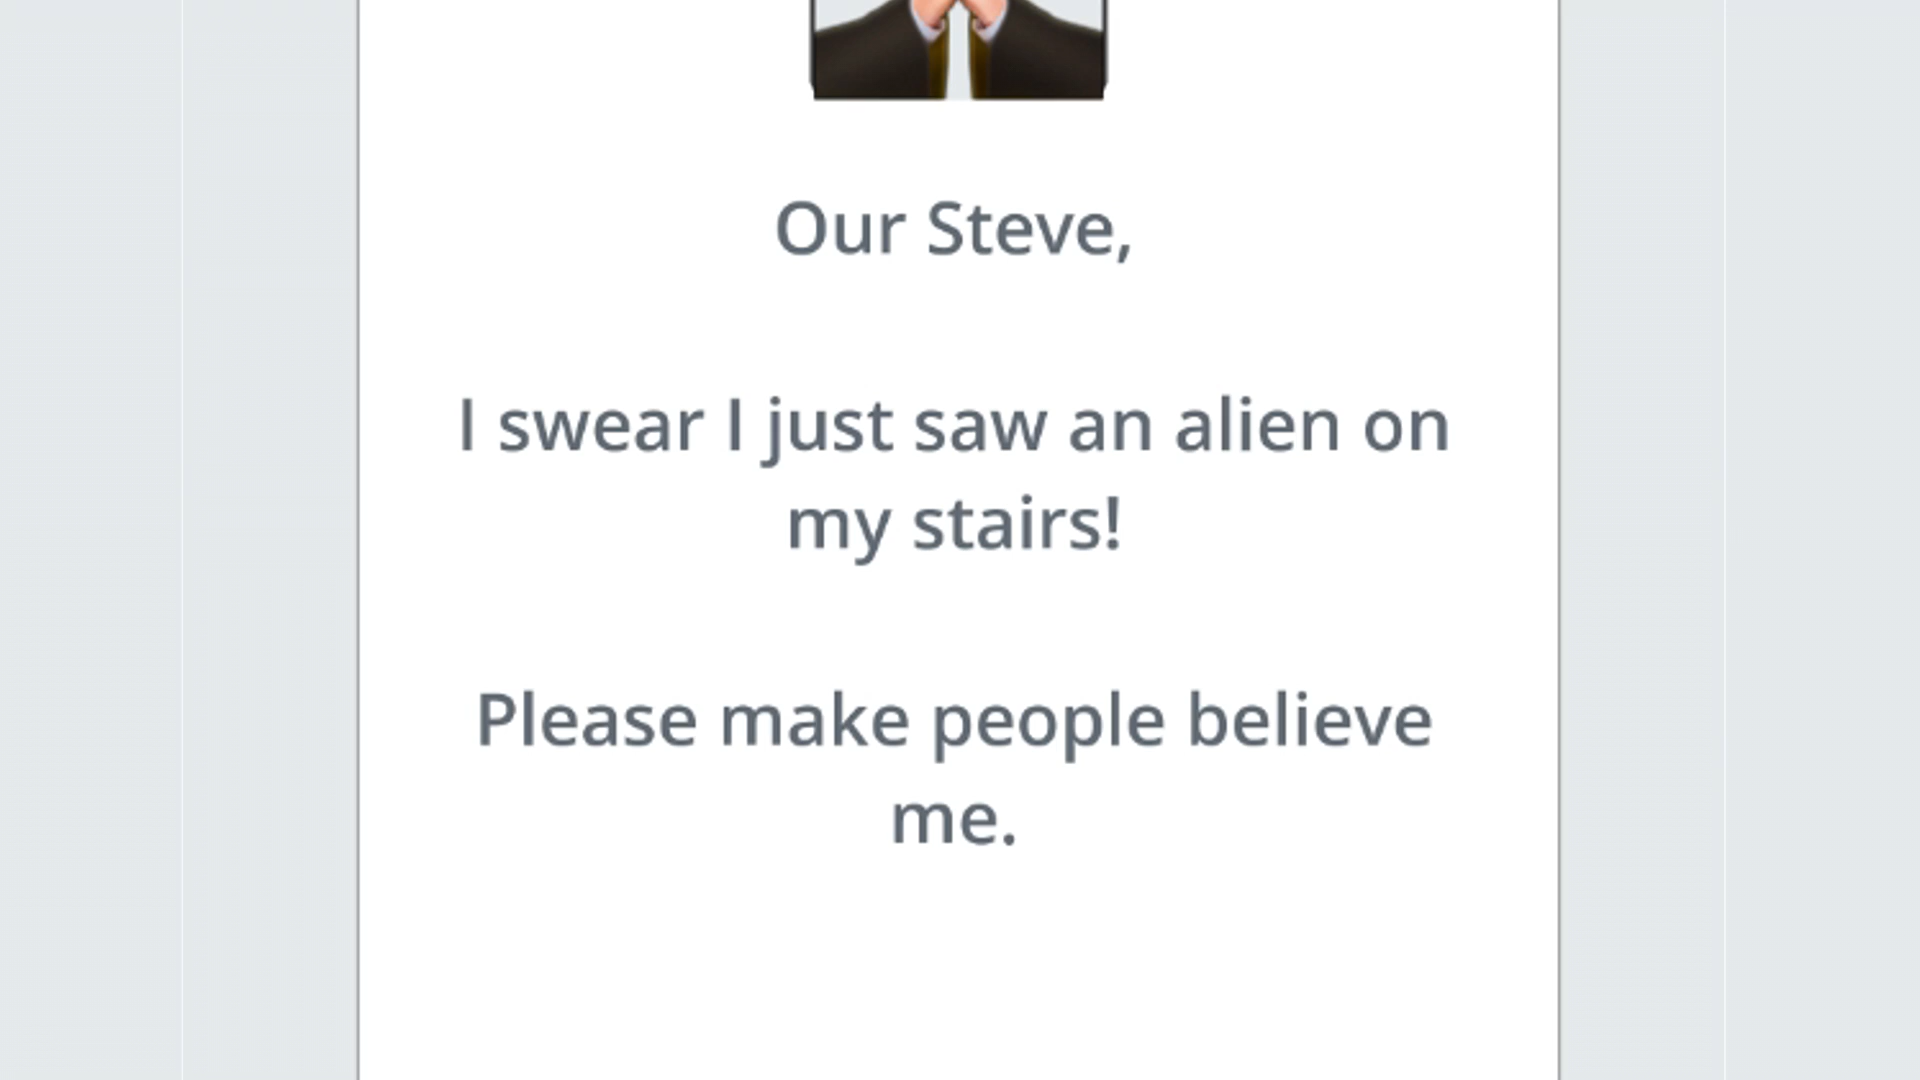 Our Steve,
I swear I just saw an alien on
my stairs!
Please make people believe
me.